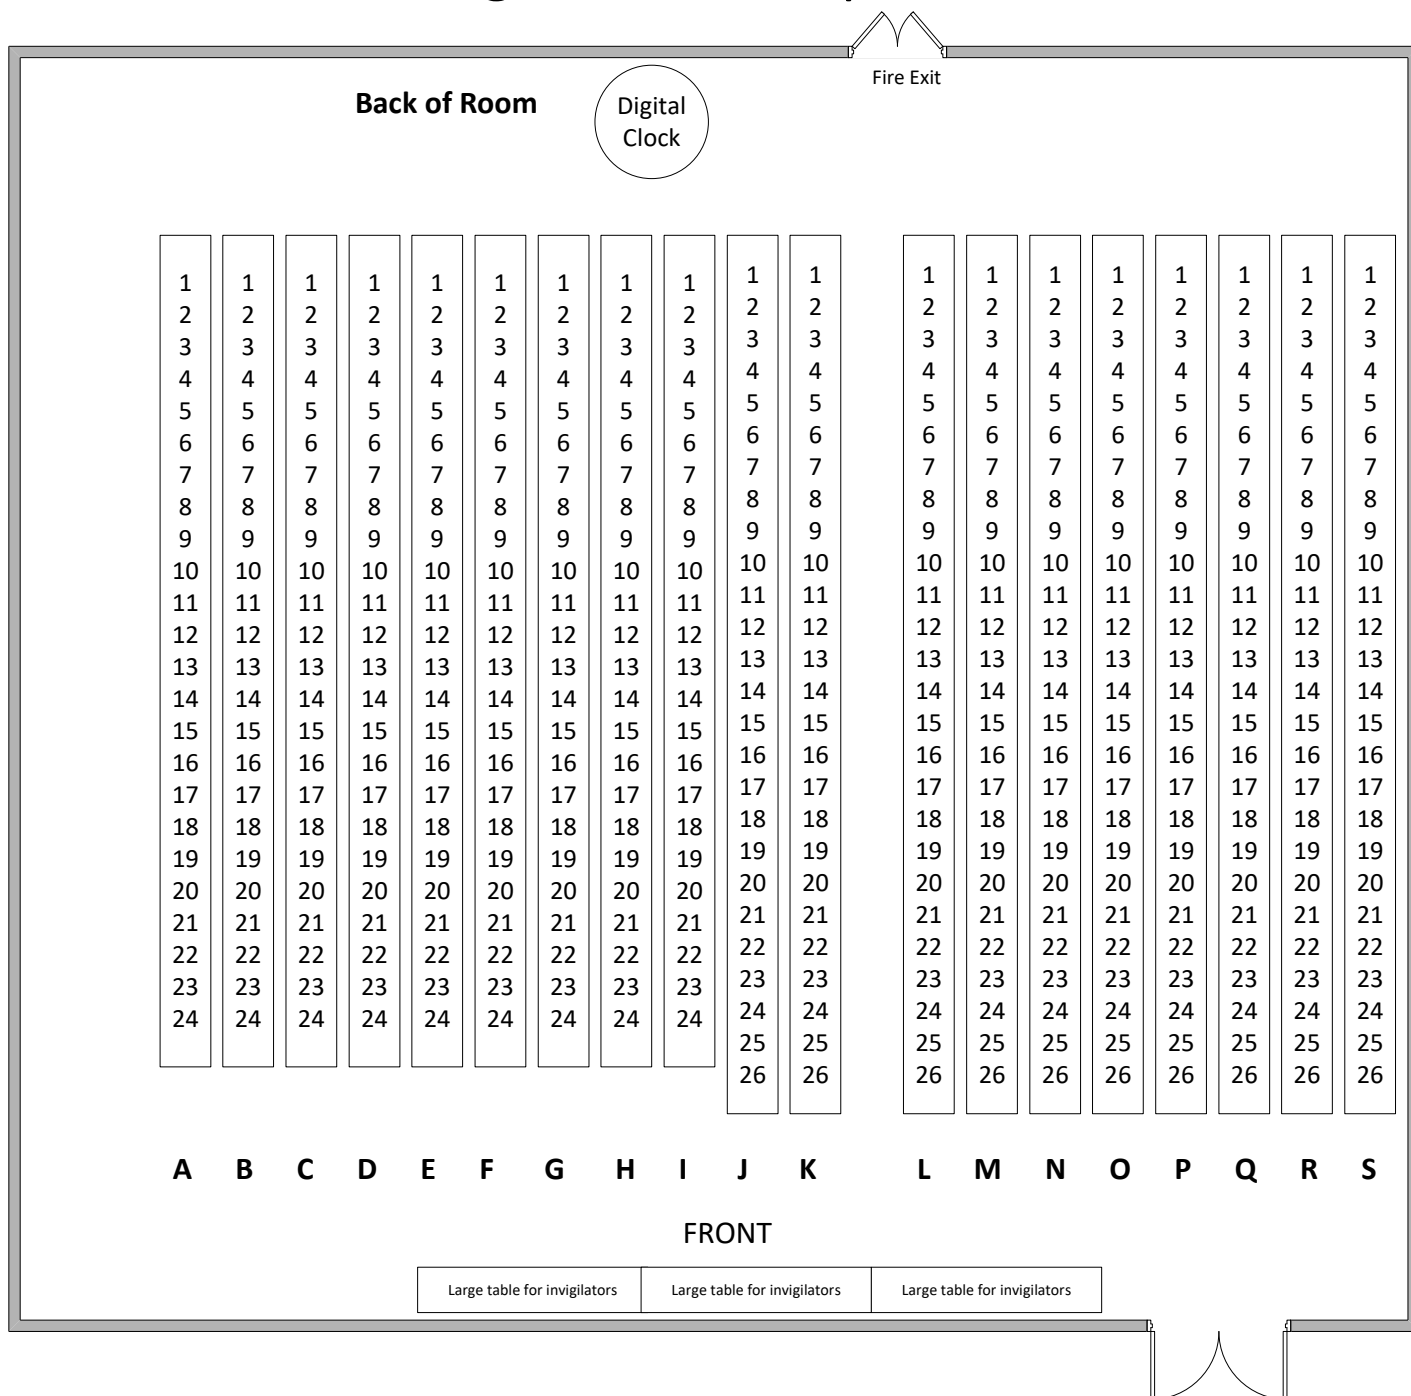 Fire Exit
Back of Room
Digital
Clock
1 1 1 1 1 1 1 1 1 1 1 1 1 1 1 1 1 1 1
2 2 2 2 2 2 2 2 2 2 2 2 2 2 2 2 2 2 2
3 3 3 3 3 3 3 3 3 3 3 3 3 3 3 3 3 3 3
4 4 4 4 4 4 4 4 4 4 4 4 4 4 4 4 4 4 4
5 5 5 5 5 5 5 5 5 5 5 5 5 5 5 5 5 5 5
6 6 6 6 6 6 6 6 6 6 6 6 6 6 6 6 6 6 6
7 7 7 7 7 7 7 7 7 7 7 7 7 7 7 7 7 7 7
8 8 8 8 8 8 8 8 8 8 8 8 8 8 8 8 8 8 8
9 9 9 9 9 9 9 9 9 9 9 9 9 9 9 9 9 9 9
10 10 10 10 10 10 10 10 10 10 10 10 10 10 10 10 10 10 10
11 11 11 11 11 11 11 11 11 11 11 11 11 11 11 11 11 11 11
12 12 12 12 12 12 12 12 12 12 12 12 12 12 12 12 12 12 12
13 13 13 13 13 13 13 13 13 13 13 13 13 13 13 13 13 13 13
14 14 14 14 14 14 14 14 14 14 14 14 14 14 14 14 14 14 14
15 15 15 15 15 15 15 15 15 15 15 15 15 15 15 15 15 15 15
16 16 16 16 16 16 16 16 16 16 16 16 16 16 16 16 16 16 16
17 17 17 17 17 17 17 17 17 17 17 17 17 17 17 17 17 17 17
18 18 18 18 18 18 18 18 18 18 18 18 18 18 18 18 18 18 18
19 19 19 19 19 19 19 19 19 19 19 19 19 19 19 19 19 19 19
20 20 20 20 20 20 20 20 20 20 20 20 20 20 20 20 20 20 20
21 21 21 21 21 21 21 21 21 21 21 21 21 21 21 21 21 21 21
22 22 22 22 22 22 22 22 22 22 22 22 22 22 22 22 22 22 22
23 23 23 23 23 23 23 23 23 23 23 23 23 23 23 23 23 23 23
24 24 24 24 24 24 24 24 24 24 24 24 24 24 24 24 24 24 24
25 25 25 25 25 25 25 25 25 25
26 26 26 26 26 26 26 26 26 26
A B C D E F G H I J K L M N O P Q R S
FRONT
Large table for invigilators Large table for invigilators Large table for invigilators